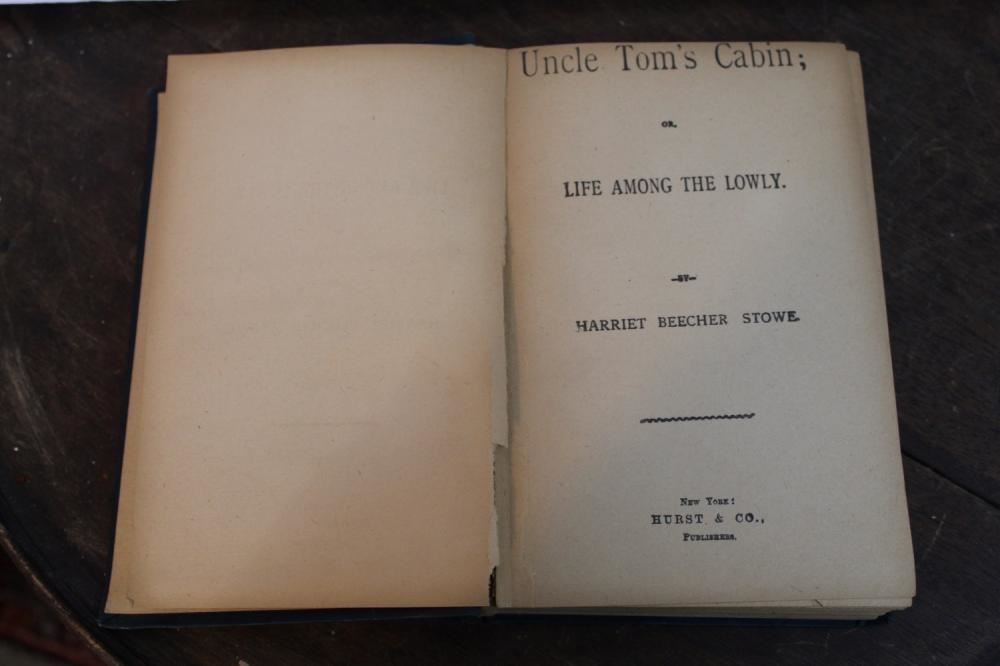 Uncle Tom's Cabin;
OR,
LIFE AMONG THE LOWLY.
—BY—
HARRIET BEECHER STOWE.
NEW YORK:
HURST & CO.,
PUBLISHERS.